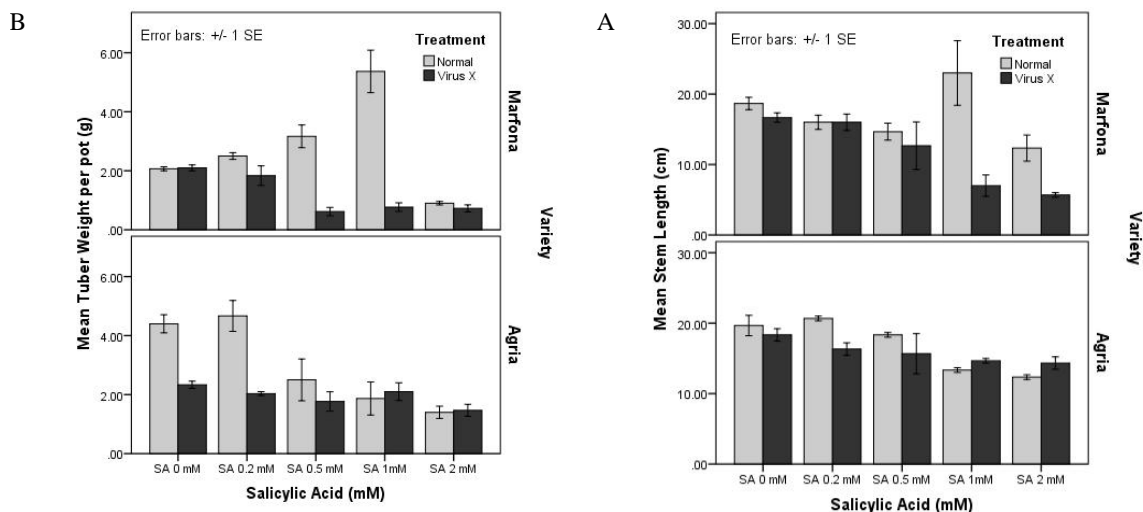 B
Error bars: +/- 1 SE
Treatment
Normal
Virus X
6.00
4.00
2.00
.00
Marfona
Mean Tuber Weight per pot (g)
Variety
6.00
4.00
2.00
.00
Agria
SA 0 mM SA 0.2 mM SA 0.5 mM SA 1mM SA 2 mM
Salicylic Acid (mM)
A
Error bars: +/- 1 SE
Treatment
Normal
Virus X
30.00
20.00
10.00
.00
Marfona
Mean Stem Length (cm)
Variety
30.00
20.00
10.00
.00
Agria
SA 0 mM SA 0.2 mM SA 0.5 mM SA 1mM SA 2 mM
Salicylic Acid (mM)